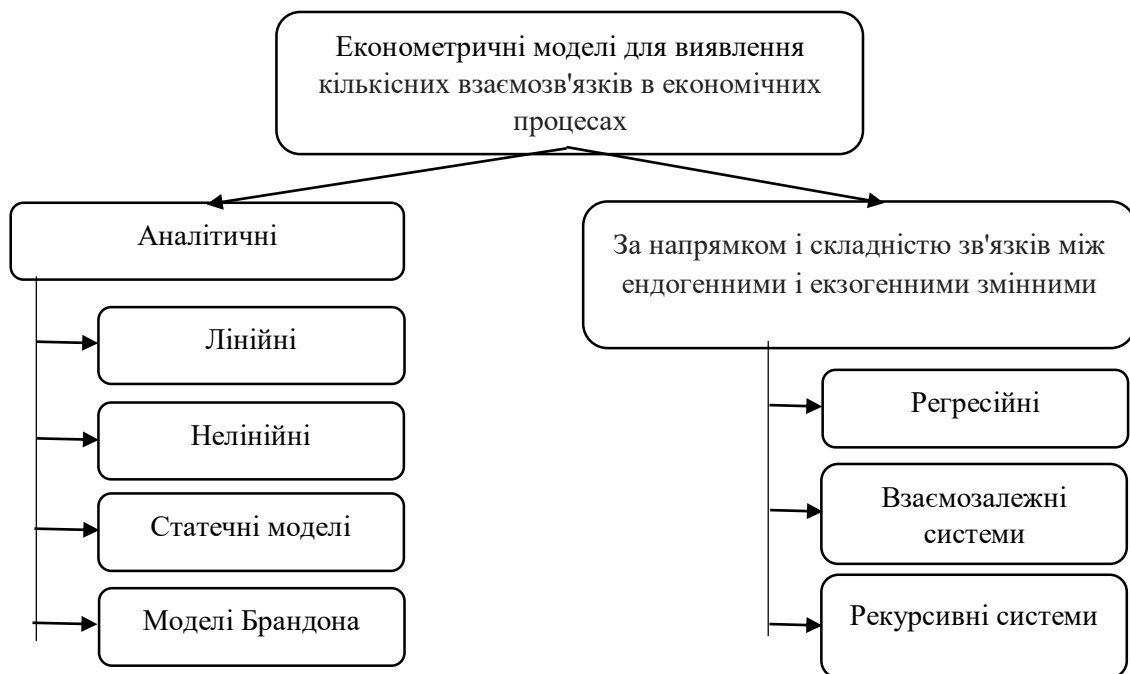 Економетричні моделі для виявлення
кількісних взаємозв'язків в економічних
процесах
Аналітичні
Лінійні
Нелінійні
Статечні моделі
Моделі Брандона
За напрямком і складністю зв'язків між
ендогенними і екзогенними змінними
Регресійні
Взаємозалежні
системи
Рекурсивні системи